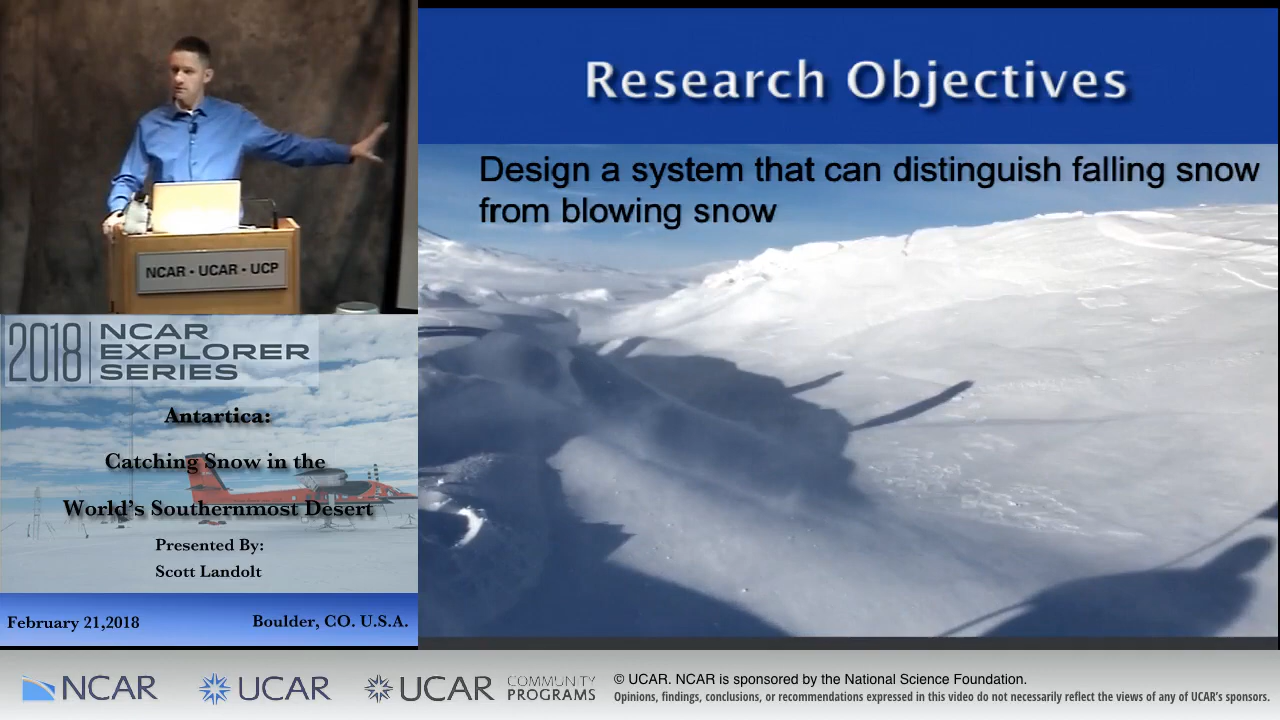 Research Objectives
Design a system that can distinguish falling snow
from blowing snow
NCAR • UCAR • UCP
2018 NCAR
EXPLORER
SERIES
Antartica:
Catching Snow in the
World's Southernmost Desert
Presented By:
Scott Landolt
February 21,2018
Boulder, CO. U.S.A.
NCAR
UCAR
UCAR
COMMUNITY
PROGRAMS
© UCAR. NCAR is sponsored by the National Science Foundation.
Opinions, findings, conclusions, or recommendations expressed in this video do not necessarily reflect the views of any of UCAR's sponsors.